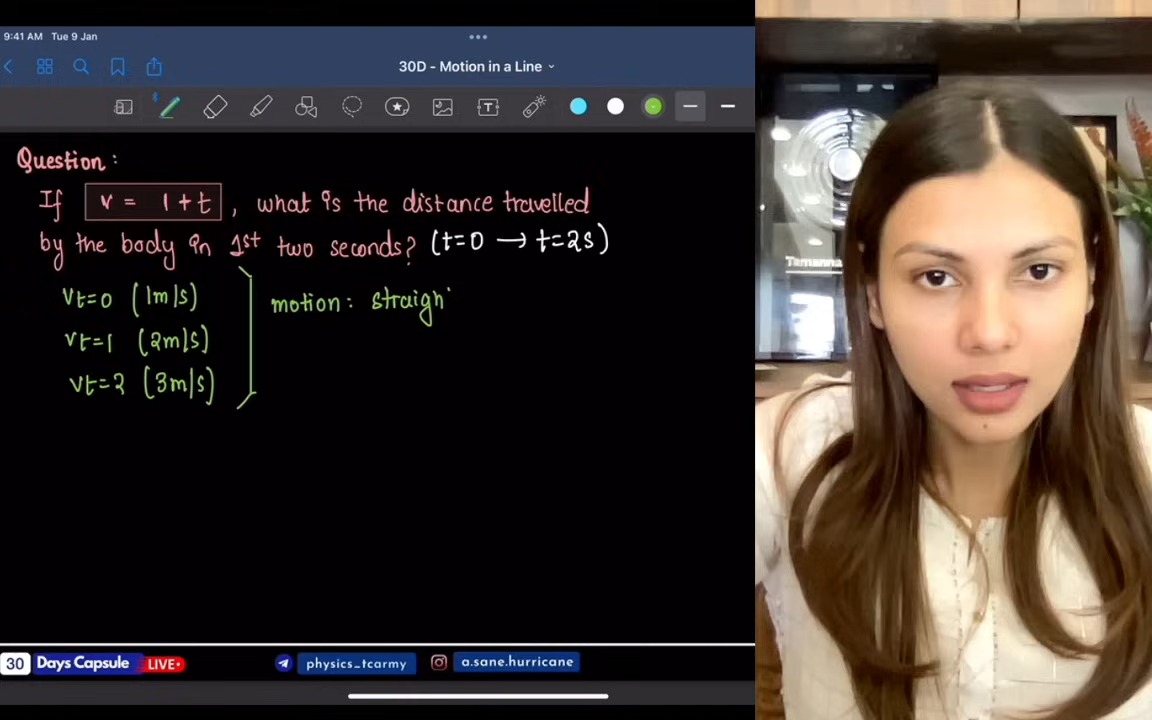 9:41 AM Tue 9 Jan
30D - Motion in a Line
Question:
If v = 1 + t, what is the distance travelled
by the body in 1st two seconds? (t=0 → t=2s)
vt=0 (1m/s)
motion: straigh
vt=1 (2m/s)
vt=2 (3m/s)
Tamanna
30 Days Capsule LIVE
physics_tcarmy
a.sane.hurricane